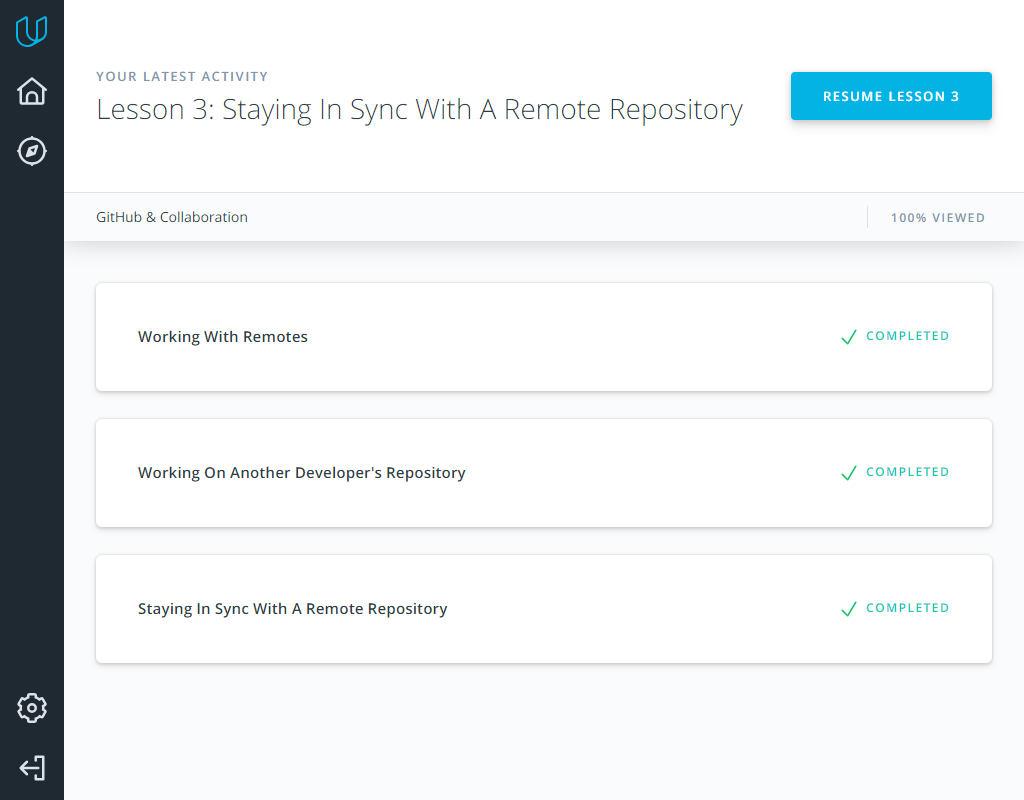 YOUR LATEST ACTIVITY
Lesson 3: Staying In Sync With A Remote Repository
RESUME LESSON 3
GitHub & Collaboration
100% VIEWED
Working With Remotes
COMPLETED
Working On Another Developer's Repository
COMPLETED
Staying In Sync With A Remote Repository
COMPLETED